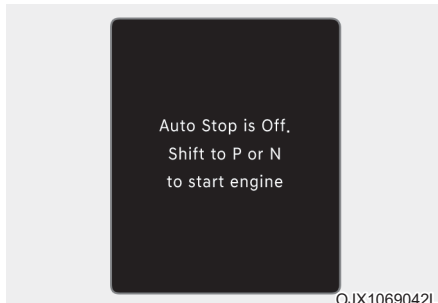 Auto Stop is Off.
Shift to P or N
to start engine
OJX1069042L